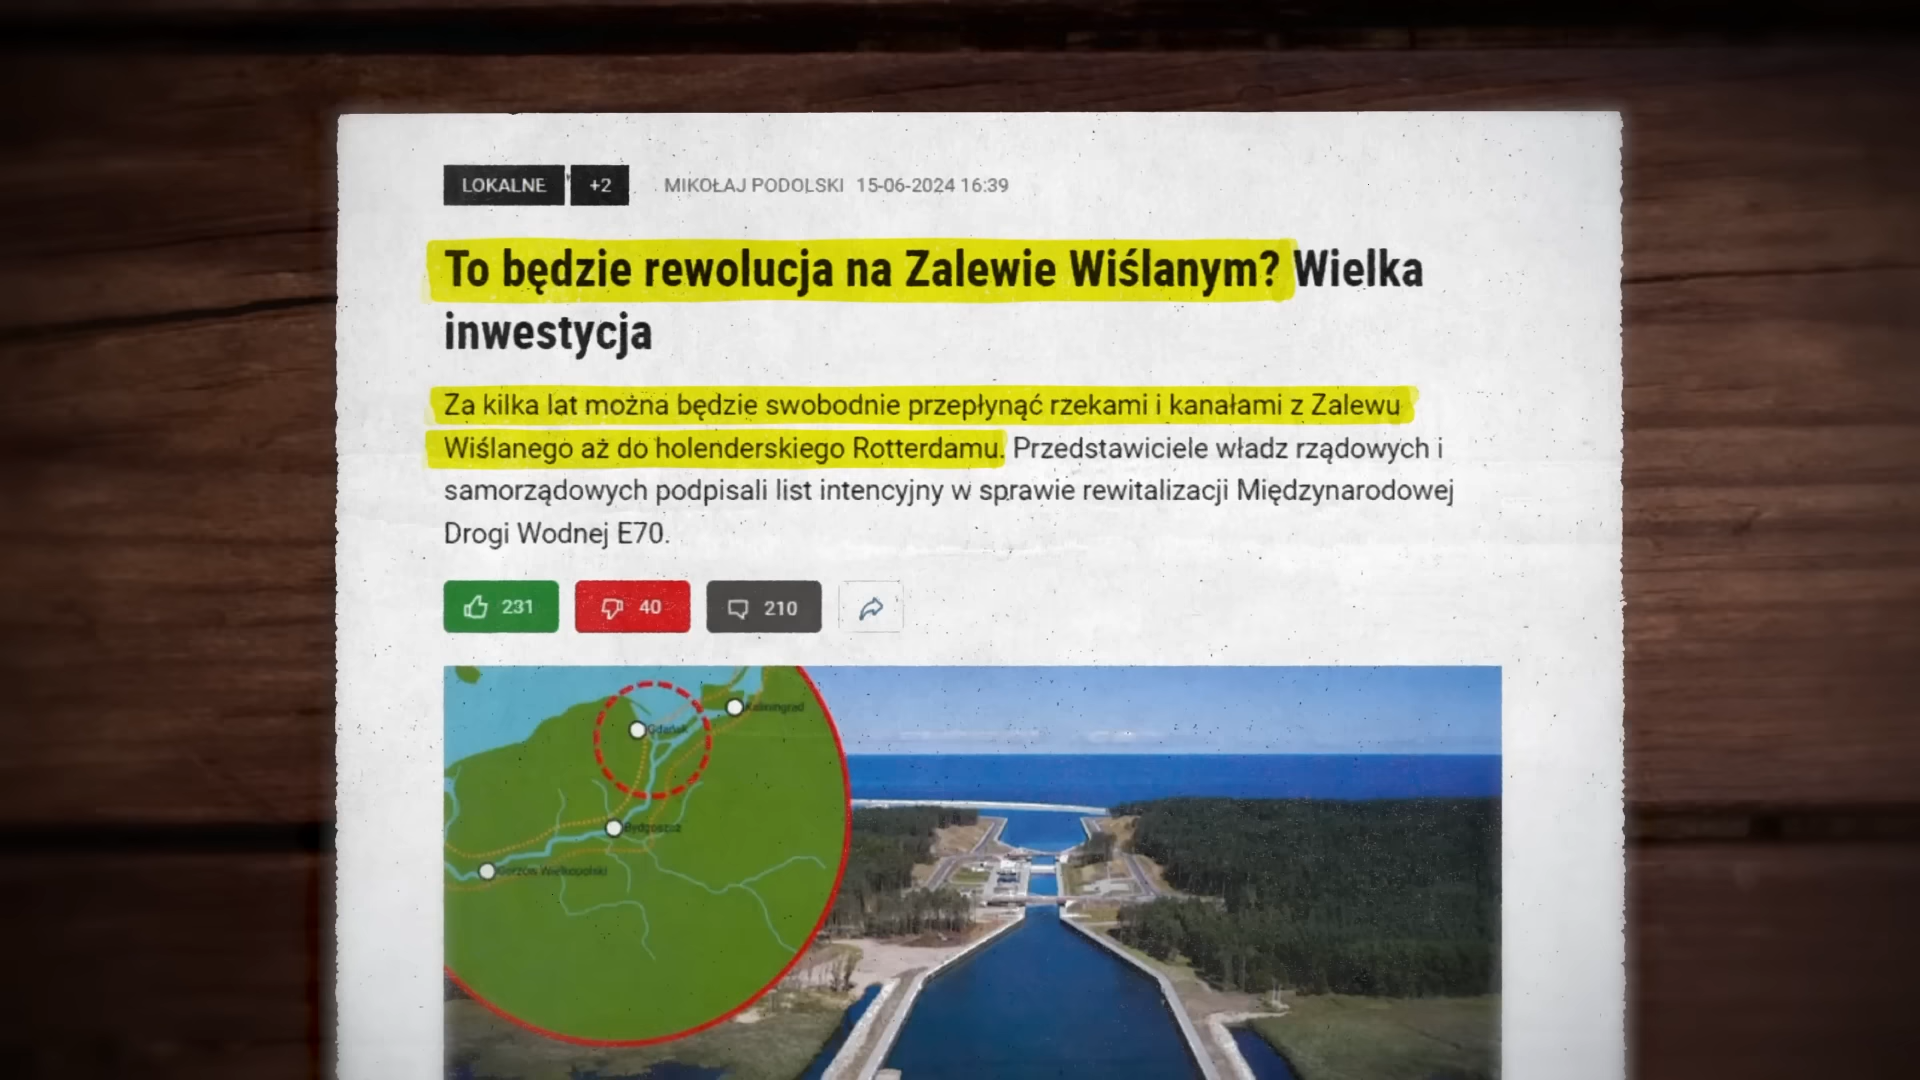 LOKALNE +2 MIKOŁAJ PODOLSKI 15-06-2024 16:39
To będzie rewolucja na Zalewie Wiślanym? Wielka
inwestycja
Za kilka lat można będzie swobodnie przepłynąć rzekami i kanałami z Zalewu
Wiślanego aż do holenderskiego Rotterdamu. Przedstawiciele władz rządowych i
samorządowych podpisali list intencyjny w sprawie rewitalizacji Międzynarodowej
Drogi Wodnej E70.
231 40 210
Kaliningrad
Gdańsk
Bydgoszcz
Gorzów Wielkopolski